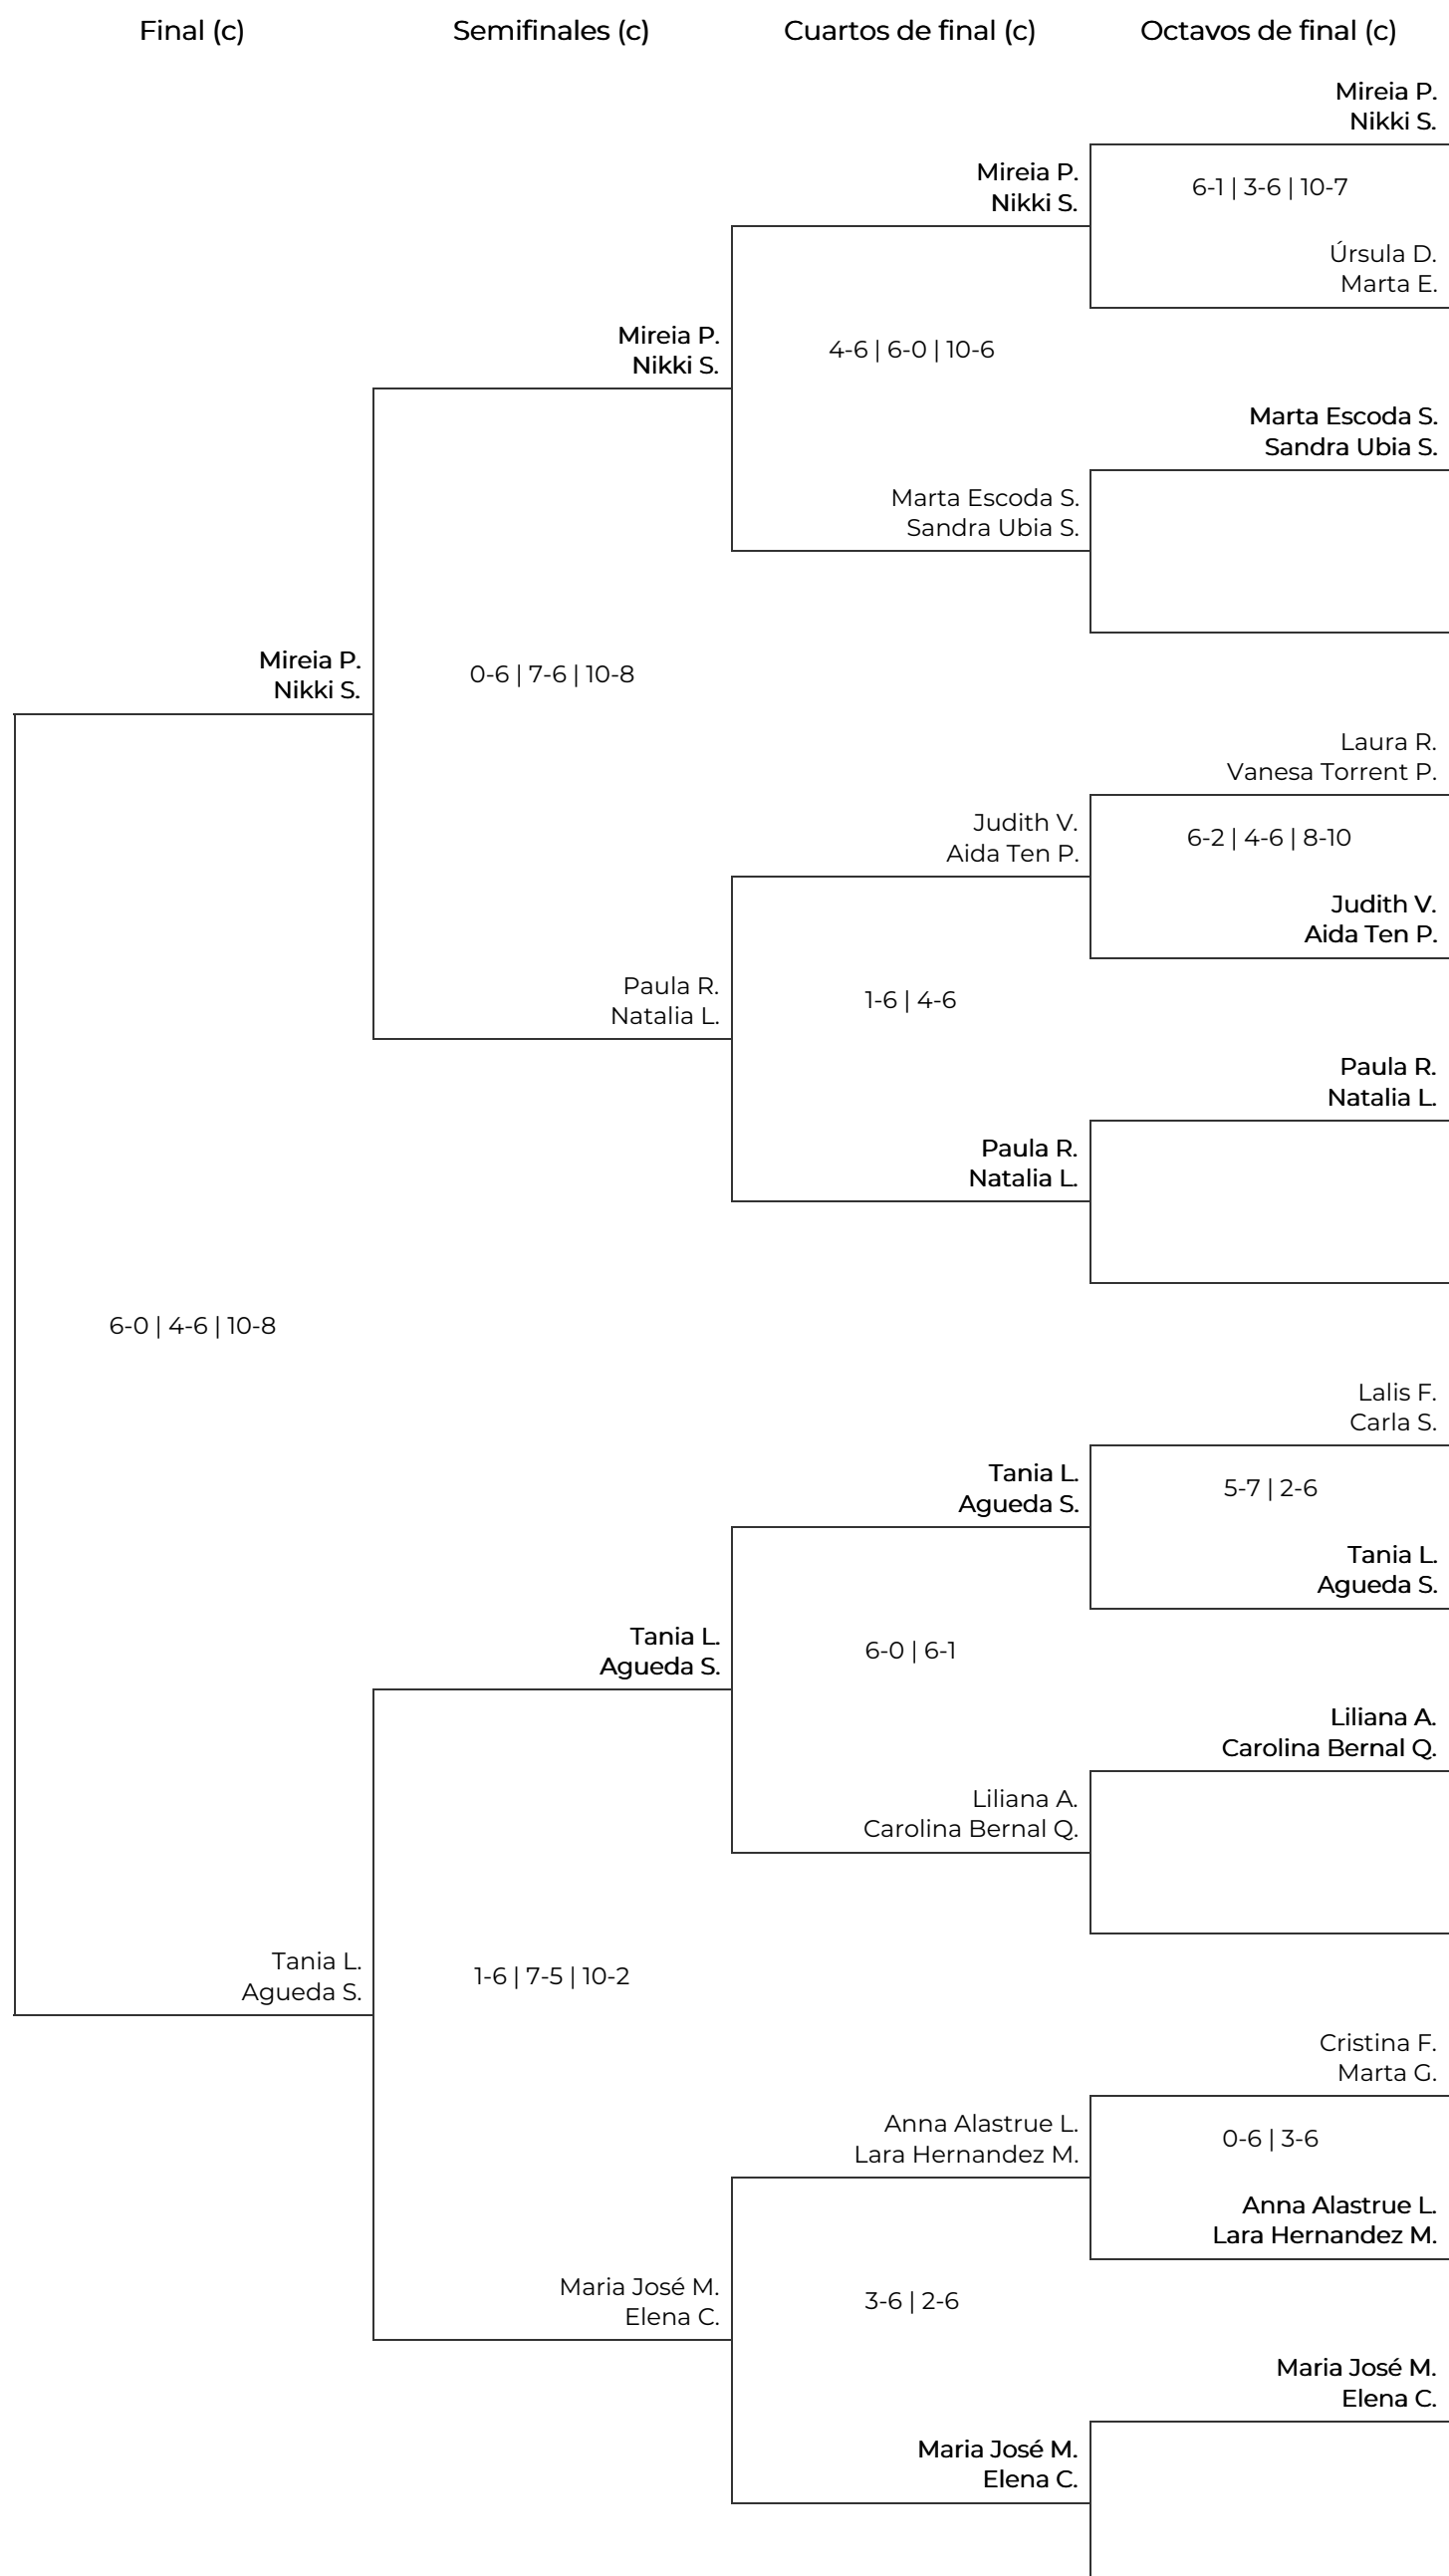 Final (c)
Semifinales (c)
Cuartos de final (c)
Octavos de final (c)
Mireia P.
Nikki S.
Mireia P.
Nikki S.
6-1 | 3-6 | 10-7
Úrsula D.
Marta E.
Mireia P.
Nikki S.
4-6 | 6-0 | 10-6
Marta Escoda S.
Sandra Ubia S.
Marta Escoda S.
Sandra Ubia S.
Mireia P.
Nikki S.
0-6 | 7-6 | 10-8
Laura R.
Vanesa Torrent P.
Judith V.
Aida Ten P.
6-2 | 4-6 | 8-10
Judith V.
Aida Ten P.
Paula R.
Natalia L.
1-6 | 4-6
Paula R.
Natalia L.
Paula R.
Natalia L.
6-0 | 4-6 | 10-8
Lalis F.
Carla S.
Tania L.
Agueda S.
5-7 | 2-6
Tania L.
Agueda S.
Tania L.
Agueda S.
6-0 | 6-1
Liliana A.
Carolina Bernal Q.
Liliana A.
Carolina Bernal Q.
Tania L.
Agueda S.
1-6 | 7-5 | 10-2
Cristina F.
Marta G.
Anna Alastrue L.
Lara Hernandez M.
0-6 | 3-6
Anna Alastrue L.
Lara Hernandez M.
Maria José M.
Elena C.
3-6 | 2-6
Maria José M.
Elena C.
Maria José M.
Elena C.